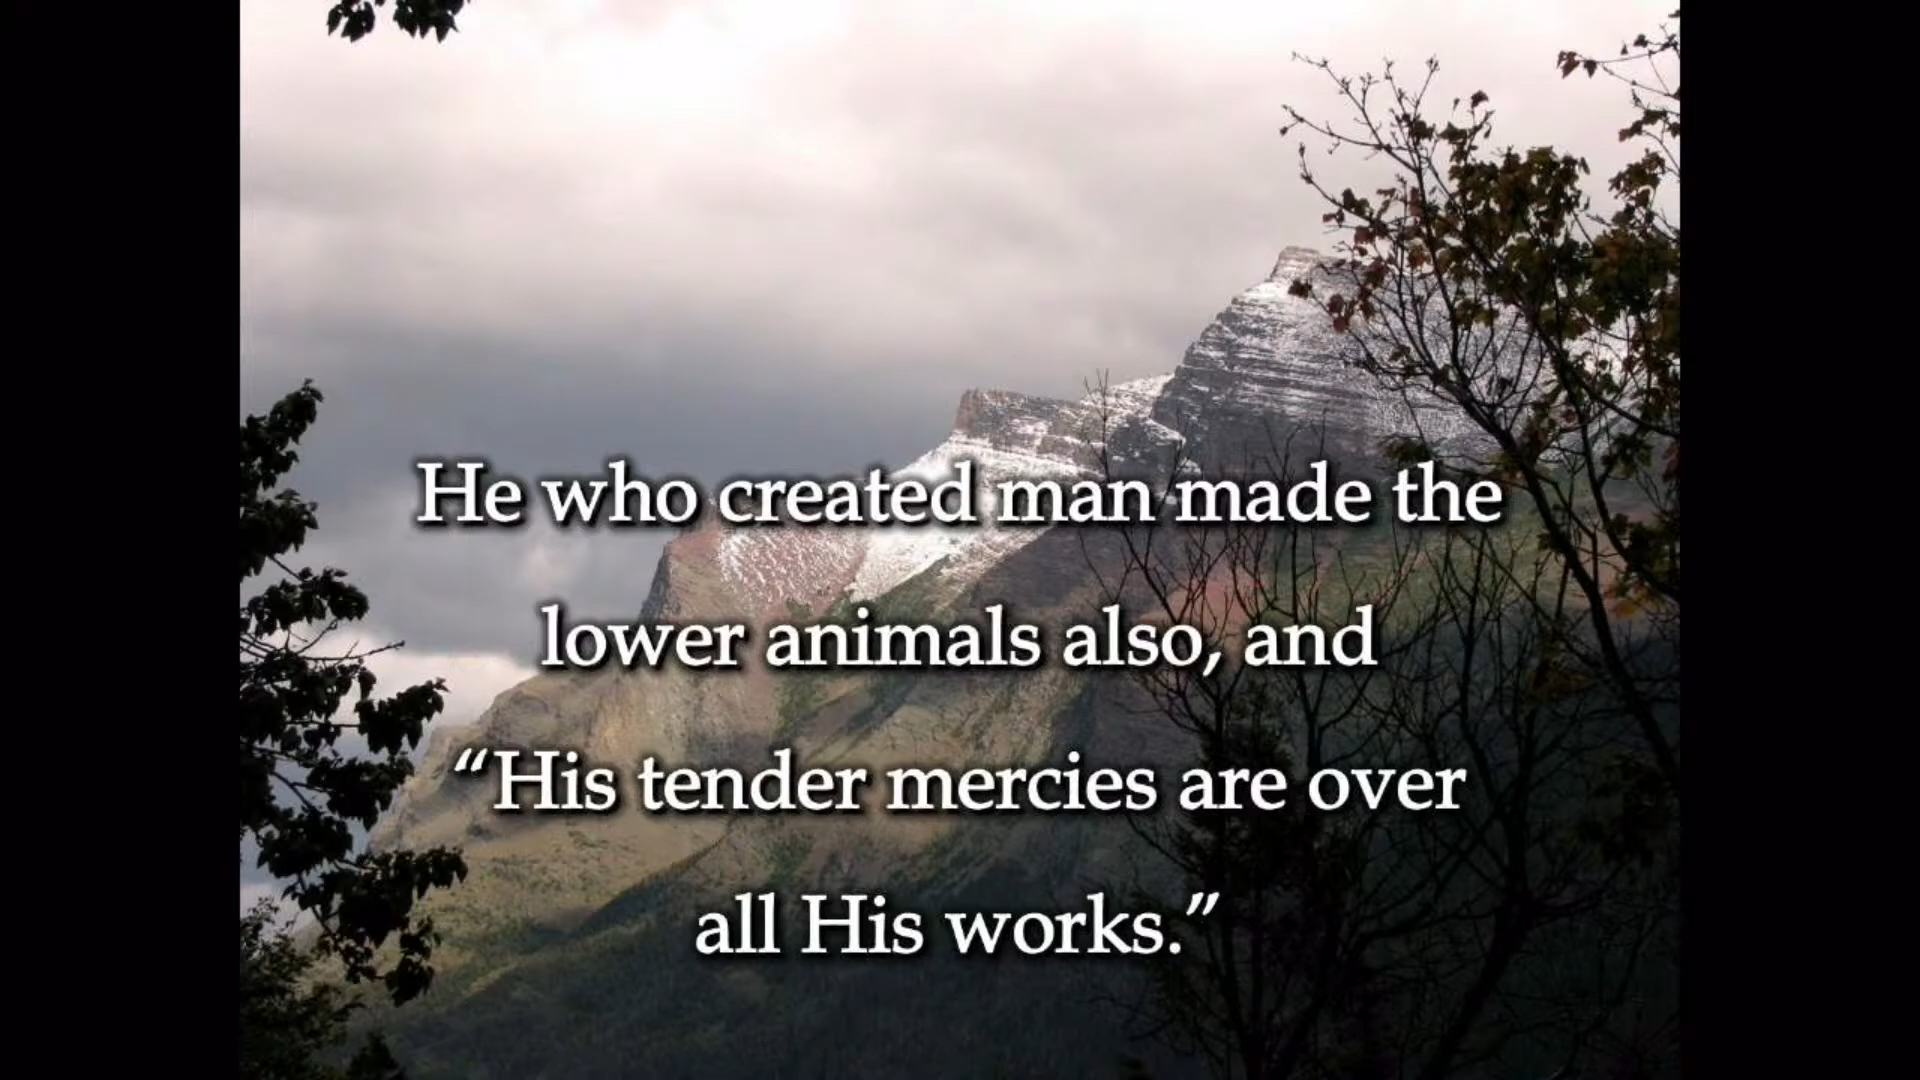 He who created man made the
lower animals also, and
“His tender mercies are over
all His works.”